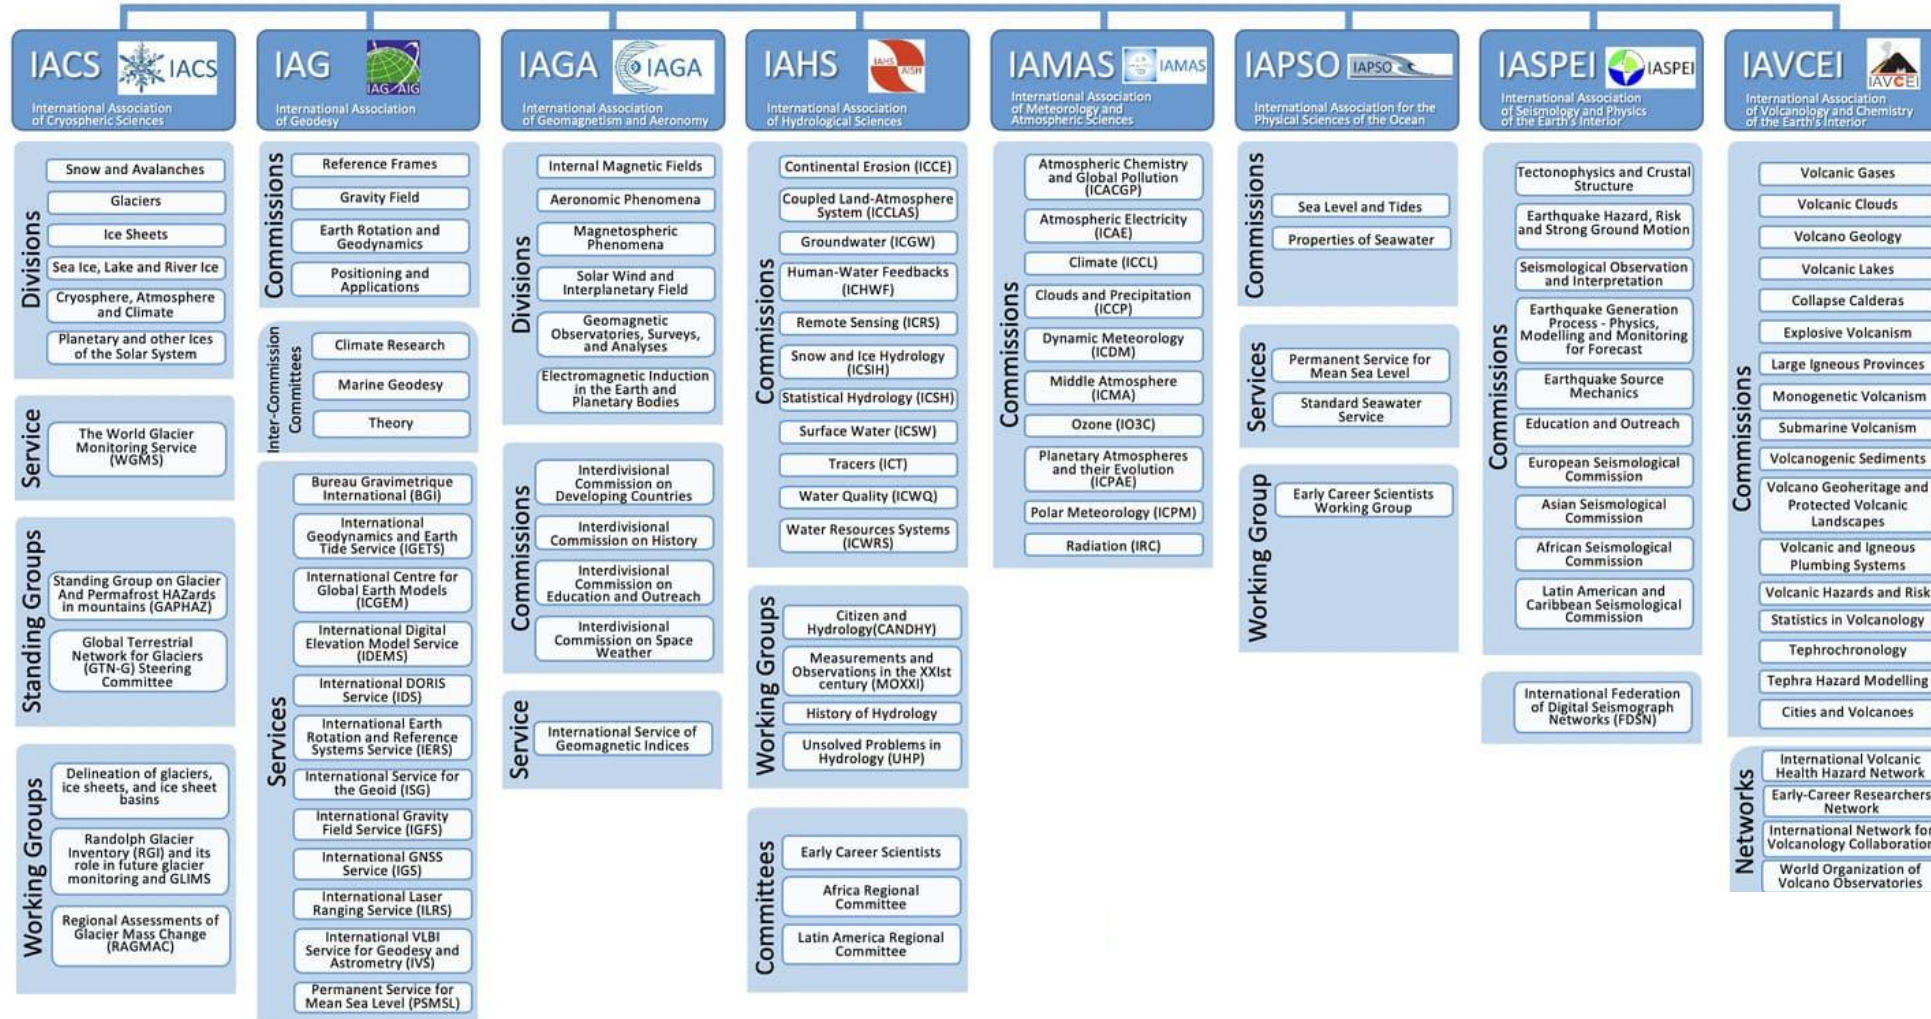 IACS
IACS
International Association
of Cryospheric Sciences
Divisions
Snow and Avalanches
Glaciers
Ice Sheets
Sea Ice, Lake and River Ice
Cryosphere, Atmosphere
and Climate
Planetary and other Ices
of the Solar System
Service
The World Glacier
Monitoring Service
(WGMS)
Standing Groups
Standing Group on Glacier
And Permafrost HAZards
in mountains (GAPHAZ)
Global Terrestrial
Network for Glaciers
(GTN-G) Steering
Committee
Working Groups
Delineation of glaciers,
ice sheets, and ice sheet
basins
Randolph Glacier
Inventory (RGI) and its
role in future glacier
monitoring and GLIMS
Regional Assessments of
Glacier Mass Change
(RAGMAC)
IAG
IAG AIG
International Association
of Geodesy
Commissions
Reference Frames
Gravity Field
Earth Rotation and
Geodynamics
Positioning and
Applications
Inter-Commission
Committees
Climate Research
Marine Geodesy
Theory
Services
Bureau Gravimetrique
International (BGI)
International
Geodynamics and Earth
Tide Service (IGETS)
International Centre for
Global Earth Models
(ICGEM)
International Digital
Elevation Model Service
(IDEMS)
International DORIS
Service (IDS)
International Earth
Rotation and Reference
Systems Service (IERS)
International Service for
the Geoid (ISG)
International Gravity
Field Service (IGFS)
International GNSS
Service (IGS)
International Laser
Ranging Service (ILRS)
International VLBI
Service for Geodesy and
Astrometry (IVS)
Permanent Service for
Mean Sea Level (PSMSL)
IAGA
IAGA
International Association
of Geomagnetism and Aeronomy
Divisions
Internal Magnetic Fields
Aeronomic Phenomena
Magnetospheric
Phenomena
Solar Wind and
Interplanetary Field
Geomagnetic
Observatories, Surveys,
and Analyses
Electromagnetic Induction
in the Earth and
Planetary Bodies
Commissions
Interdivisional
Commission on
Developing Countries
Interdivisional
Commission on History
Interdivisional
Commission on
Education and Outreach
Interdivisional
Commission on Space
Weather
Service
International Service of
Geomagnetic Indices
IAHS
IAHS
AISH
International Association
of Hydrological Sciences
Commissions
Continental Erosion (ICCE)
Coupled Land-Atmosphere
System (ICCLAS)
Groundwater (ICGW)
Human-Water Feedbacks
(ICHWF)
Remote Sensing (ICRS)
Snow and Ice Hydrology
(ICSIH)
Statistical Hydrology (ICSH)
Surface Water (ICSW)
Tracers (ICT)
Water Quality (ICWQ)
Water Resources Systems
(ICWRS)
Working Groups
Citizen and
Hydrology(CANDHY)
Measurements and
Observations in the XXIst
century (MOXXI)
History of Hydrology
Unsolved Problems in
Hydrology (UHP)
Committees
Early Career Scientists
Africa Regional
Committee
Latin America Regional
Committee
IAMAS
IAMAS
International Association
of Meteorology and
Atmospheric Sciences
Commissions
Atmospheric Chemistry
and Global Pollution
(ICACGP)
Atmospheric Electricity
(ICAE)
Climate (ICCL)
Clouds and Precipitation
(ICCP)
Dynamic Meteorology
(ICDM)
Middle Atmosphere
(ICMA)
Ozone (IO3C)
Planetary Atmospheres
and their Evolution
(ICPAE)
Polar Meteorology (ICPM)
Radiation (IRC)
IAPSO
IAPSO
International Association for the
Physical Sciences of the Ocean
Commissions
Sea Level and Tides
Properties of Seawater
Services
Permanent Service for
Mean Sea Level
Standard Seawater
Service
Working Group
Early Career Scientists
Working Group
IASPEI
IASPEI
International Association
of Seismology and Physics
of the Earth's Interior
Commissions
Tectonophysics and Crustal
Structure
Earthquake Hazard, Risk
and Strong Ground Motion
Seismological Observation
and Interpretation
Earthquake Generation
Process - Physics,
Modelling and Monitoring
for Forecast
Earthquake Source
Mechanics
Education and Outreach
European Seismological
Commission
Asian Seismological
Commission
African Seismological
Commission
Latin American and
Caribbean Seismological
Commission
International Federation
of Digital Seismograph
Networks (FDSN)
IAVCEI
IAVCEI
International Association
of Volcanology and Chemistry
of the Earth's Interior
Commissions
Volcanic Gases
Volcanic Clouds
Volcano Geology
Volcanic Lakes
Collapse Calderas
Explosive Volcanism
Large Igneous Provinces
Monogenetic Volcanism
Submarine Volcanism
Volcanogenic Sediments
Volcano Geoheritage and
Protected Volcanic
Landscapes
Volcanic and Igneous
Plumbing Systems
Volcanic Hazards and Risk
Statistics in Volcanology
Tephrochronology
Tephra Hazard Modelling
Cities and Volcanoes
Networks
International Volcanic
Health Hazard Network
Early-Career Researchers
Network
International Network for
Volcanology Collaboration
World Organization of
Volcano Observatories